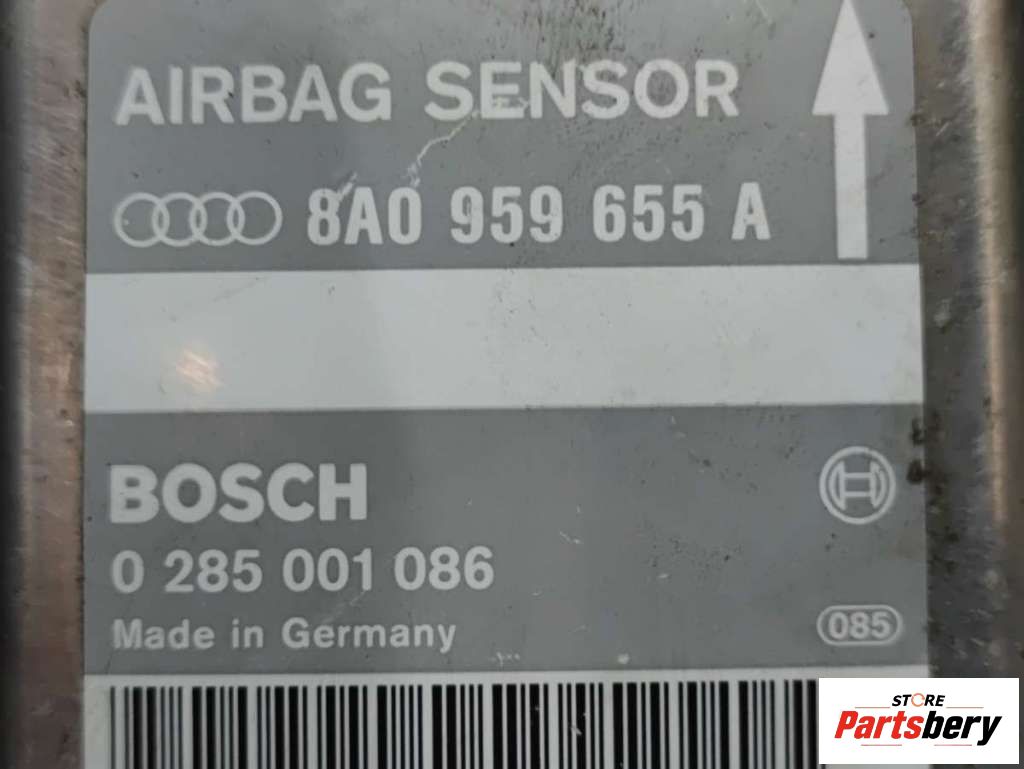 AIRBAG SENSOR
8A0 959 655 A
BOSCH
0 285 001 086
Made in Germany
085
STORE
Partsbery